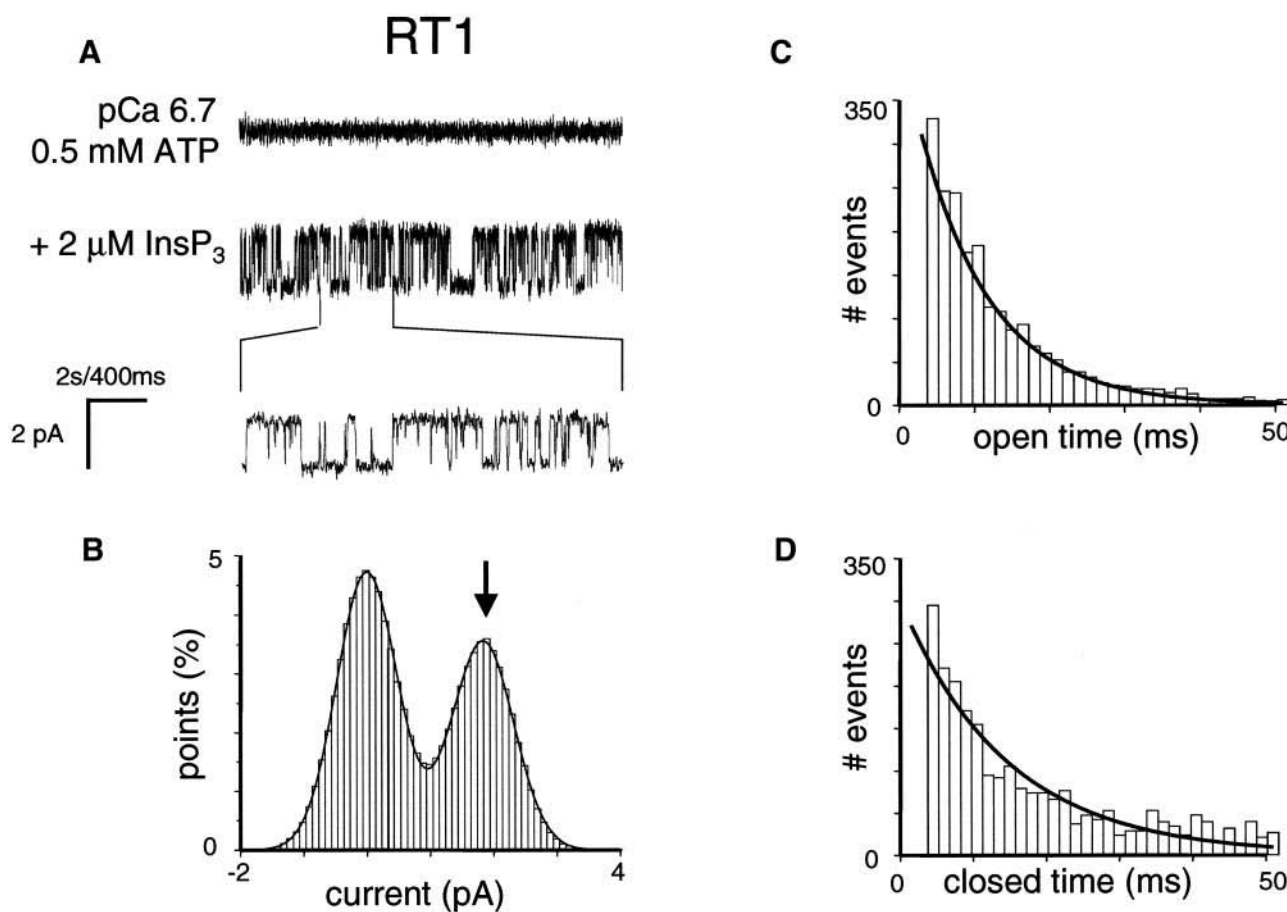 RT1
A
pCa 6.7
0.5 mM ATP
+ 2 μM InsP₃
2s/400ms
2 pA
B
5
points (%)
0
-2
4
current (pA)
C
350
# events
0
0
50
open time (ms)
D
350
# events
0
0
50
closed time (ms)